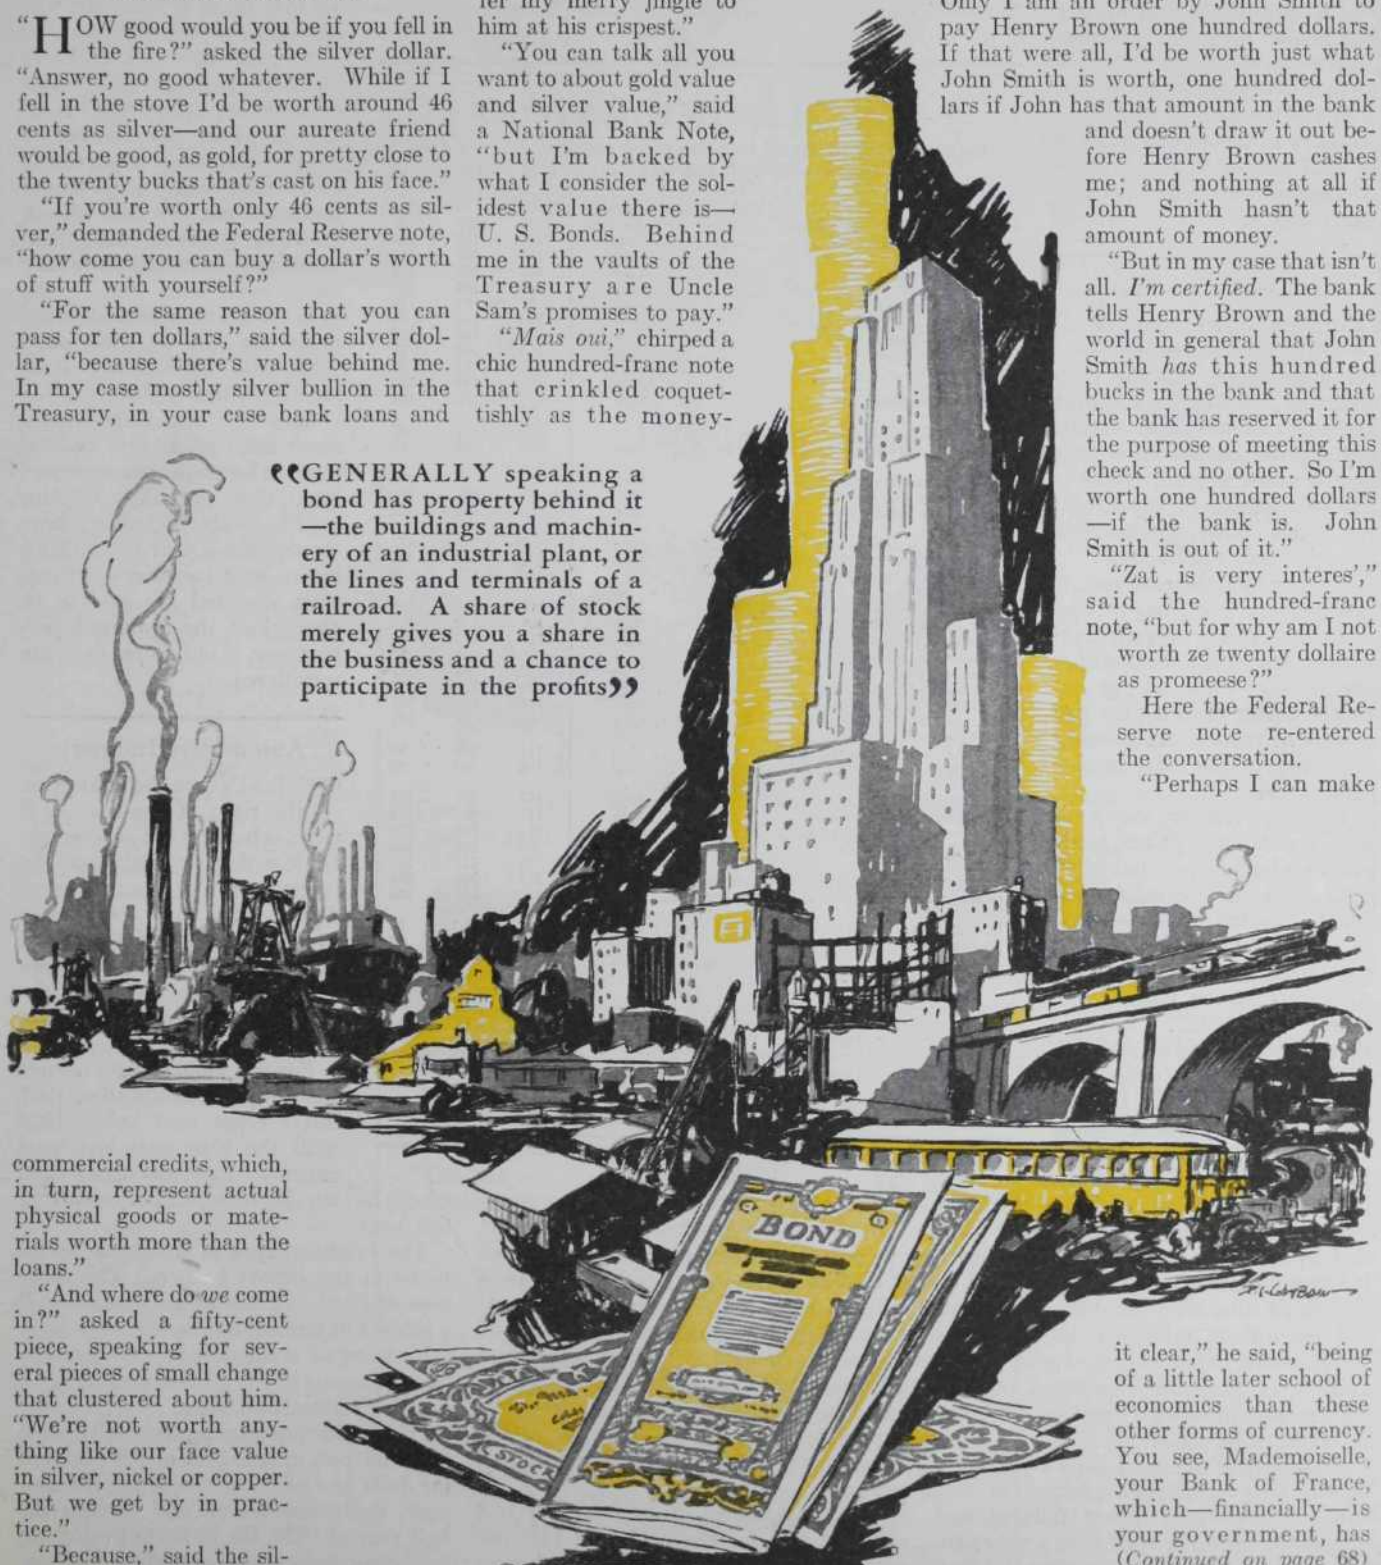 “HOW good would you be if you fell in
the fire?” asked the silver dollar.
“Answer, no good whatever. While if I
fell in the stove I’d be worth around 46
cents as silver—and our aureate friend
would be good, as gold, for pretty close to
the twenty bucks that’s cast on his face.”
“If you’re worth only 46 cents as sil-
ver,” demanded the Federal Reserve note,
“how come you can buy a dollar’s worth
of stuff with yourself?”
“For the same reason that you can
pass for ten dollars,” said the silver dol-
lar, “because there’s value behind me.
In my case mostly silver bullion in the
Treasury, in your case bank loans and
commercial credits, which,
in turn, represent actual
physical goods or mate-
rials worth more than the
loans.”
“And where do we come
in?” asked a fifty-cent
piece, speaking for sev-
eral pieces of small change
that clustered about him.
“We’re not worth any-
thing like our face value
in silver, nickel or copper.
But we get by in prac-
tice.”
“Because,” said the sil-
fer my merry jingle to
him at his crispest.”
“You can talk all you
want to about gold value
and silver value,” said
a National Bank Note,
“but I’m backed by
what I consider the sol-
idest value there is—
U. S. Bonds. Behind
me in the vaults of the
Treasury are Uncle
Sam’s promises to pay.”
“Mais oui,” chirped a
chic hundred-franc note
that crinkled coquet-
tishly as the money-
“GENERALLY speaking a
bond has property behind it
—the buildings and machin-
ery of an industrial plant, or
the lines and terminals of a
railroad. A share of stock
merely gives you a share in
the business and a chance to
participate in the profits”
Only I am an order by John Smith to
pay Henry Brown one hundred dollars.
If that were all, I’d be worth just what
John Smith is worth, one hundred dol-
lars if John has that amount in the bank
and doesn’t draw it out be-
fore Henry Brown cashes
me; and nothing at all if
John Smith hasn’t that
amount of money.
“But in my case that isn’t
all. I’m certified. The bank
tells Henry Brown and the
world in general that John
Smith has this hundred
bucks in the bank and that
the bank has reserved it for
the purpose of meeting this
check and no other. So I’m
worth one hundred dollars
—if the bank is. John
Smith is out of it.”
“Zat is very interes’,”
said the hundred-franc
note, “but for why am I not
worth ze twenty dollaire
as promeese?”
Here the Federal Re-
serve note re-entered
the conversation.
“Perhaps I can make
it clear,” he said, “being
of a little later school of
economics than these
other forms of currency.
You see, Mademoiselle,
your Bank of France,
which—financially—is
your government, has
(Continued on page 68)
BOND
STOCK